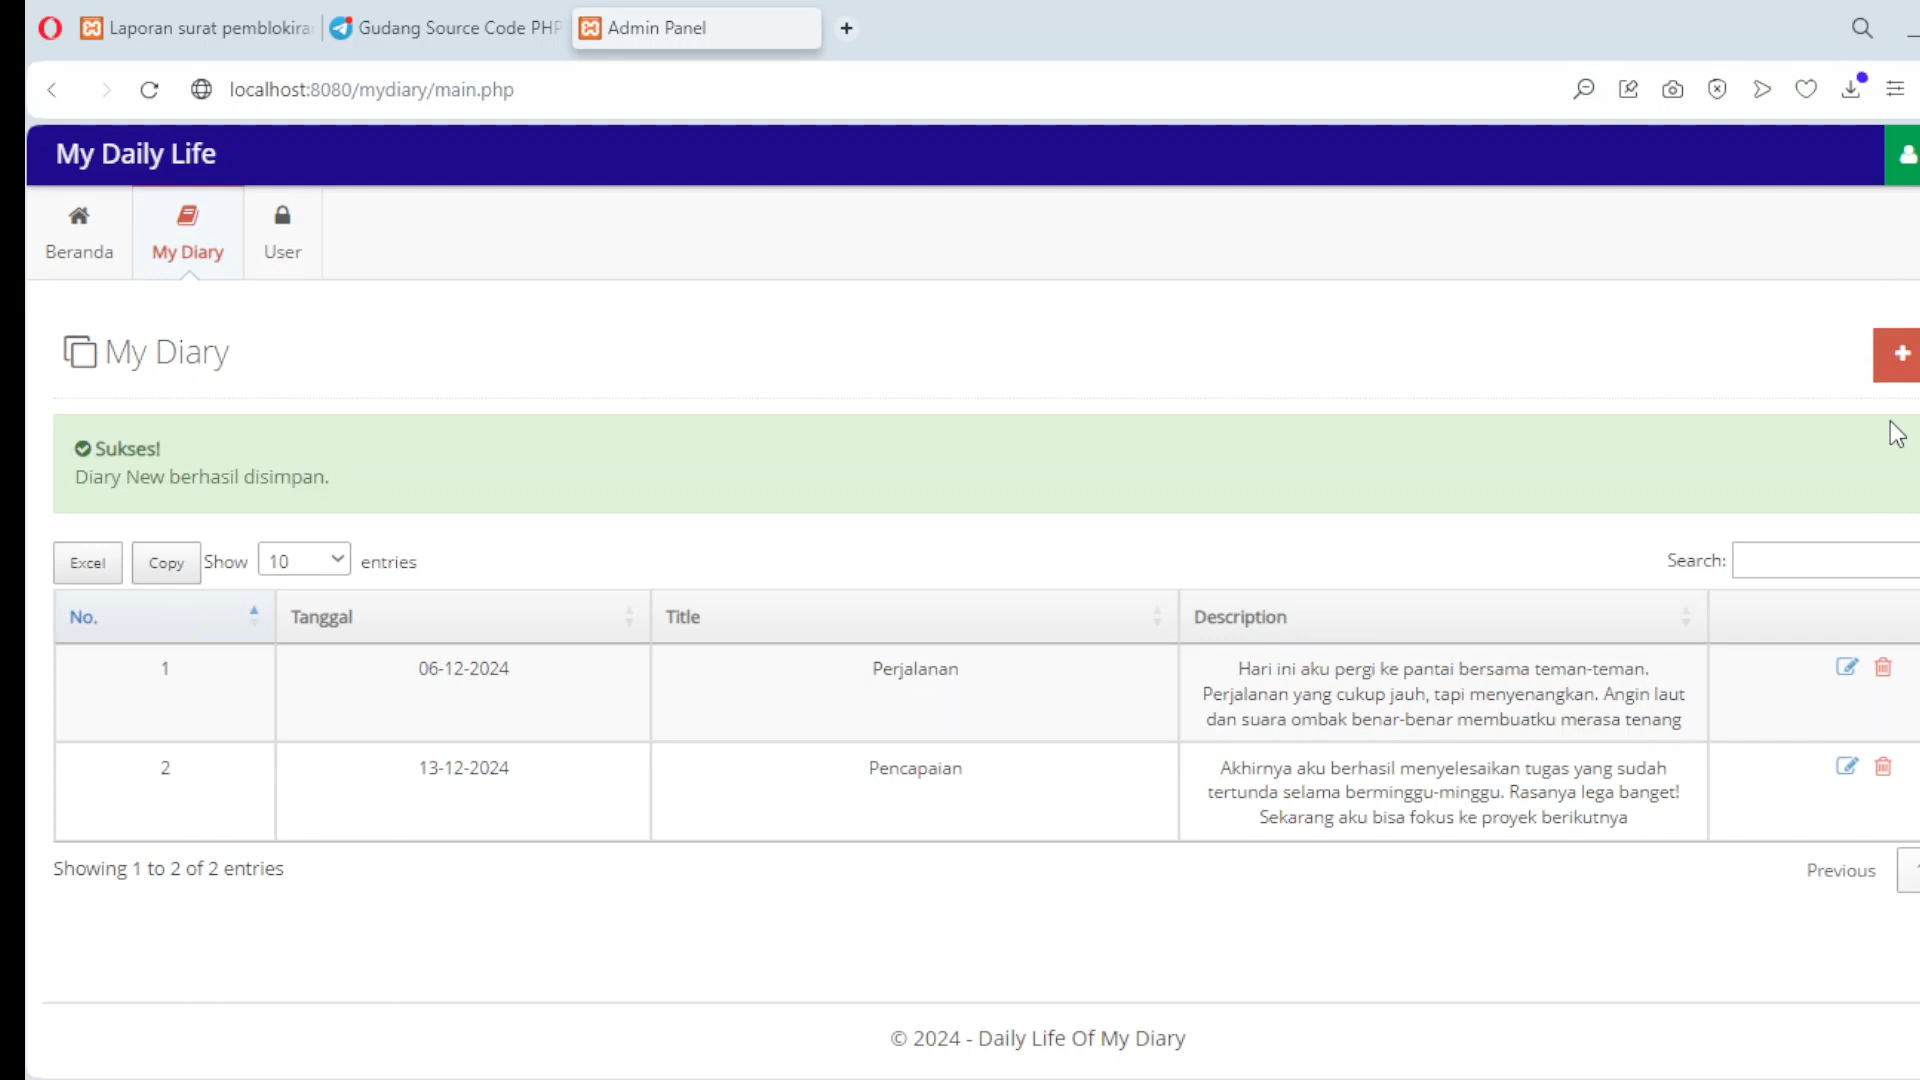 Laporan surat pemblokiran
Gudang Source Code PHP
Admin Panel
localhost:8080/mydiary/main.php
My Daily Life
Beranda
My Diary
User
My Diary
Sukses!
Diary New berhasil disimpan.
Excel
Copy
Show
10
entries
Search:
No.
Tanggal
Title
Description
1
06-12-2024
Perjalanan
Hari ini aku pergi ke pantai bersama teman-teman.
Perjalanan yang cukup jauh, tapi menyenangkan. Angin laut
dan suara ombak benar-benar membuatku merasa tenang
2
13-12-2024
Pencapaian
Akhirnya aku berhasil menyelesaikan tugas yang sudah
tertunda selama berminggu-minggu. Rasanya lega banget!
Sekarang aku bisa fokus ke proyek berikutnya
Showing 1 to 2 of 2 entries
Previous
© 2024 - Daily Life Of My Diary